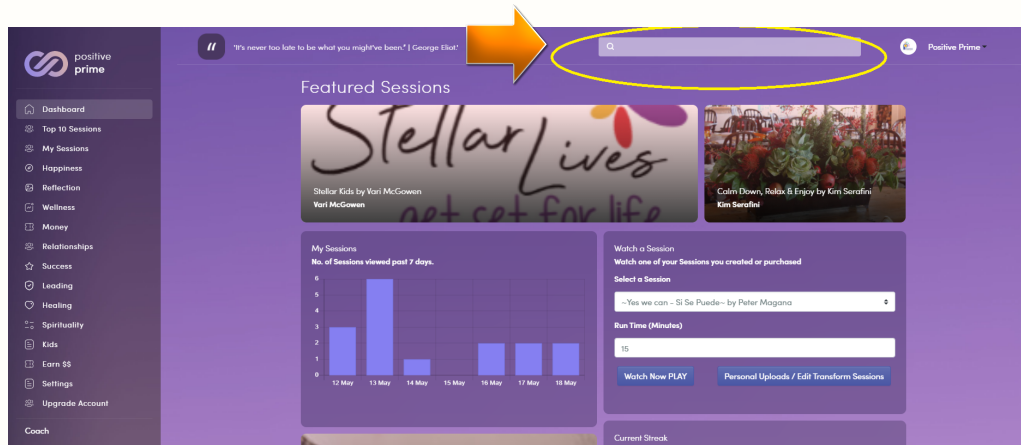 positive
prime
"It's never too late to be what you might've been." | George Eliot.'
Positive Prime
Dashboard
Top 10 Sessions
My Sessions
Happiness
Reflection
Wellness
Money
Relationships
Success
Leading
Healing
Spirituality
Kids
Earn $$
Settings
Upgrade Account
Coach
Featured Sessions
Stellar Lives
get set for life
Stellar Kids by Vari McGowen
Vari McGowen
Calm Down, Relax & Enjoy by Kim Serafini
Kim Serafini
My Sessions
No. of Sessions viewed past 7 days.
6
5
4
3
2
1
0
12 May 13 May 14 May 15 May 16 May 17 May 18 May
Watch a Session
Watch one of your Sessions you created or purchased
Select a Session
~Yes we can - Si Se Puede~ by Peter Magana
Run Time (Minutes)
15
Watch Now PLAY
Personal Uploads / Edit Transform Sessions
Current Streak